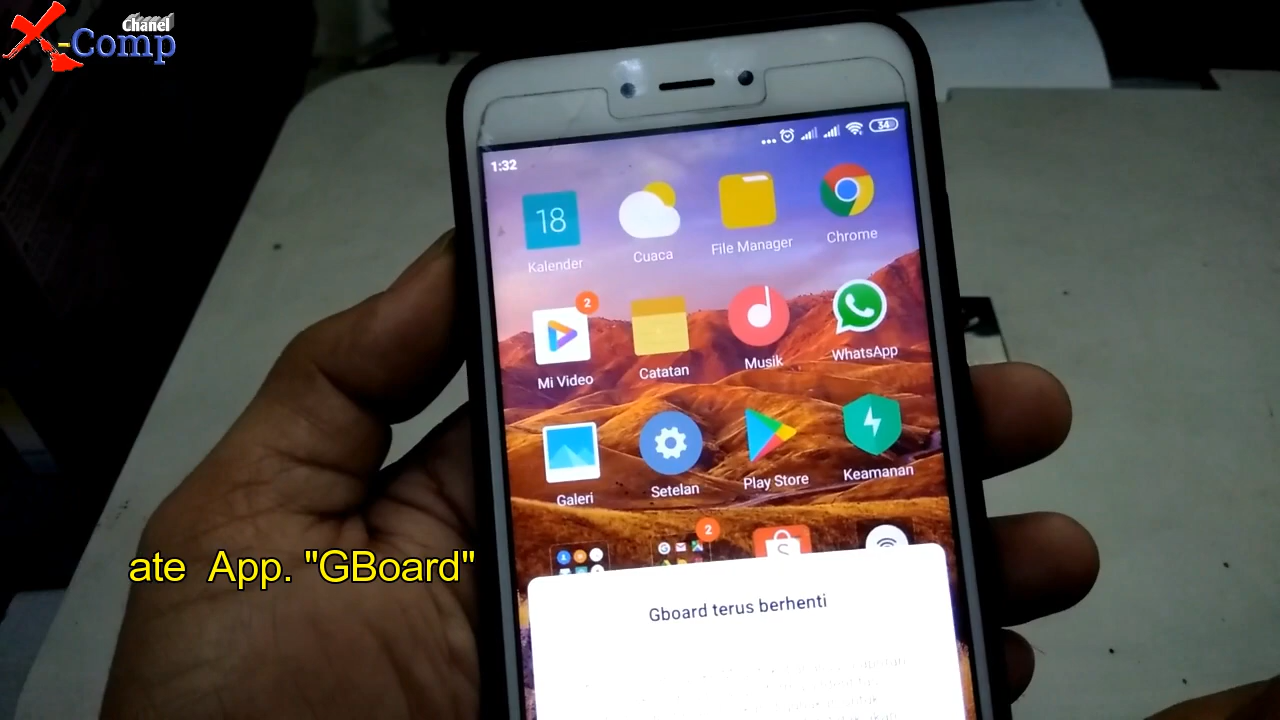 Chanel
X-Comp
1:32
34
18
Kalender
Cuaca
File Manager
Chrome
2
Mi Video
Catatan
Musik
WhatsApp
Galeri
Setelan
Play Store
Keamanan
2
S
ate App. "GBoard"
Gboard terus berhenti